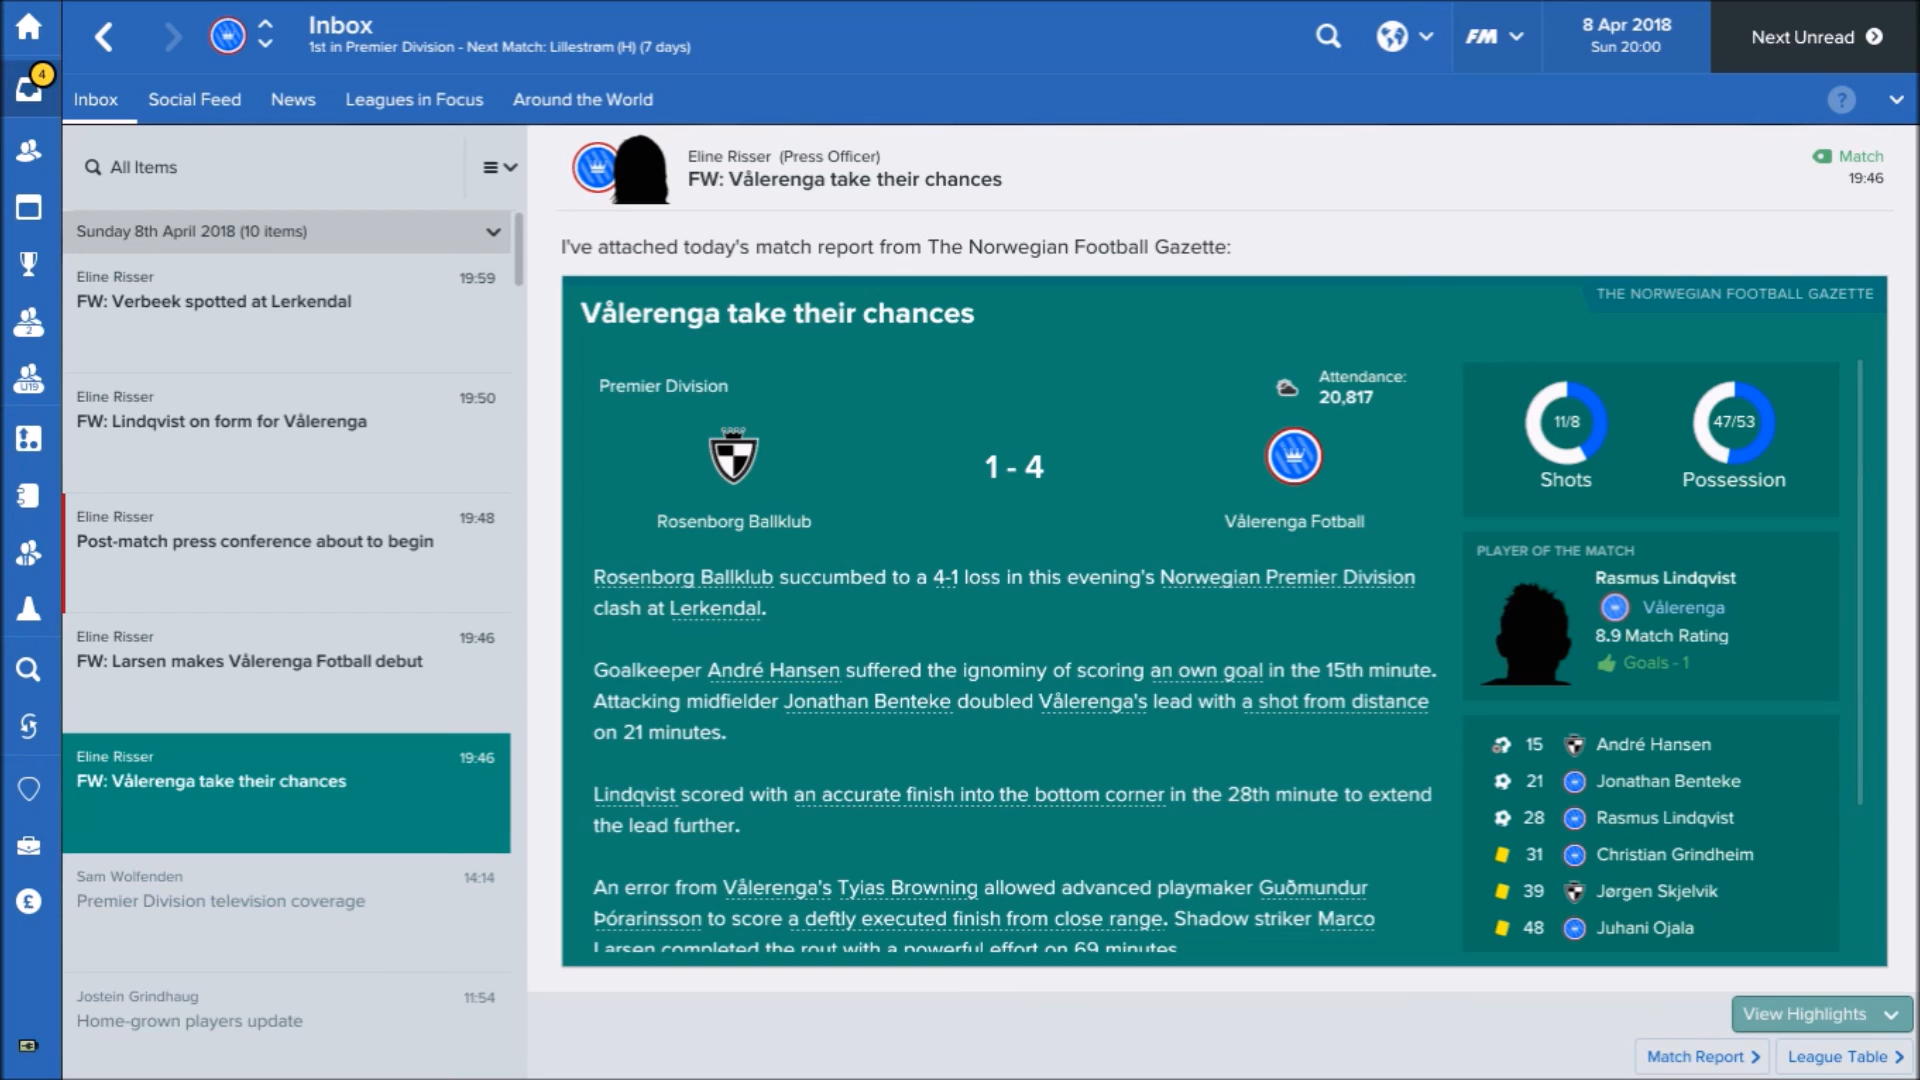 Inbox
1st in Premier Division - Next Match: Lillestrøm (H) (7 days)
FM
8 Apr 2018
Sun 20:00
Next Unread
4
Inbox
Social Feed
News
Leagues in Focus
Around the World
?
2
U19
£
All Items
Sunday 8th April 2018 (10 items)
Eline Risser 19:59
FW: Verbeek spotted at Lerkendal
Eline Risser 19:50
FW: Lindqvist on form for Vålerenga
Eline Risser 19:48
Post-match press conference about to begin
Eline Risser 19:46
FW: Larsen makes Vålerenga Fotball debut
Eline Risser 19:46
FW: Vålerenga take their chances
Sam Wolfenden 14:14
Premier Division television coverage
Jostein Grindhaug 11:54
Home-grown players update
Eline Risser (Press Officer)
FW: Vålerenga take their chances
Match
19:46
I've attached today's match report from The Norwegian Football Gazette:
THE NORWEGIAN FOOTBALL GAZETTE
Vålerenga take their chances
Premier Division
Attendance:
20,817
1 - 4
Rosenborg Ballklub
Vålerenga Fotball
Rosenborg Ballklub succumbed to a 4-1 loss in this evening's Norwegian Premier Division
clash at Lerkendal.
Goalkeeper André Hansen suffered the ignominy of scoring an own goal in the 15th minute.
Attacking midfielder Jonathan Benteke doubled Vålerenga's lead with a shot from distance
on 21 minutes.
Lindqvist scored with an accurate finish into the bottom corner in the 28th minute to extend
the lead further.
An error from Vålerenga's Tyias Browning allowed advanced playmaker Guðmundur
Þórarinsson to score a deftly executed finish from close range. Shadow striker Marco
Larsen completed the rout with a powerful effort on 69 minutes.
11/8
Shots
47/53
Possession
PLAYER OF THE MATCH
Rasmus Lindqvist
Vålerenga
8.9 Match Rating
Goals - 1
15 André Hansen
21 Jonathan Benteke
28 Rasmus Lindqvist
31 Christian Grindheim
39 Jørgen Skjelvik
48 Juhani Ojala
View Highlights
Match Report
League Table